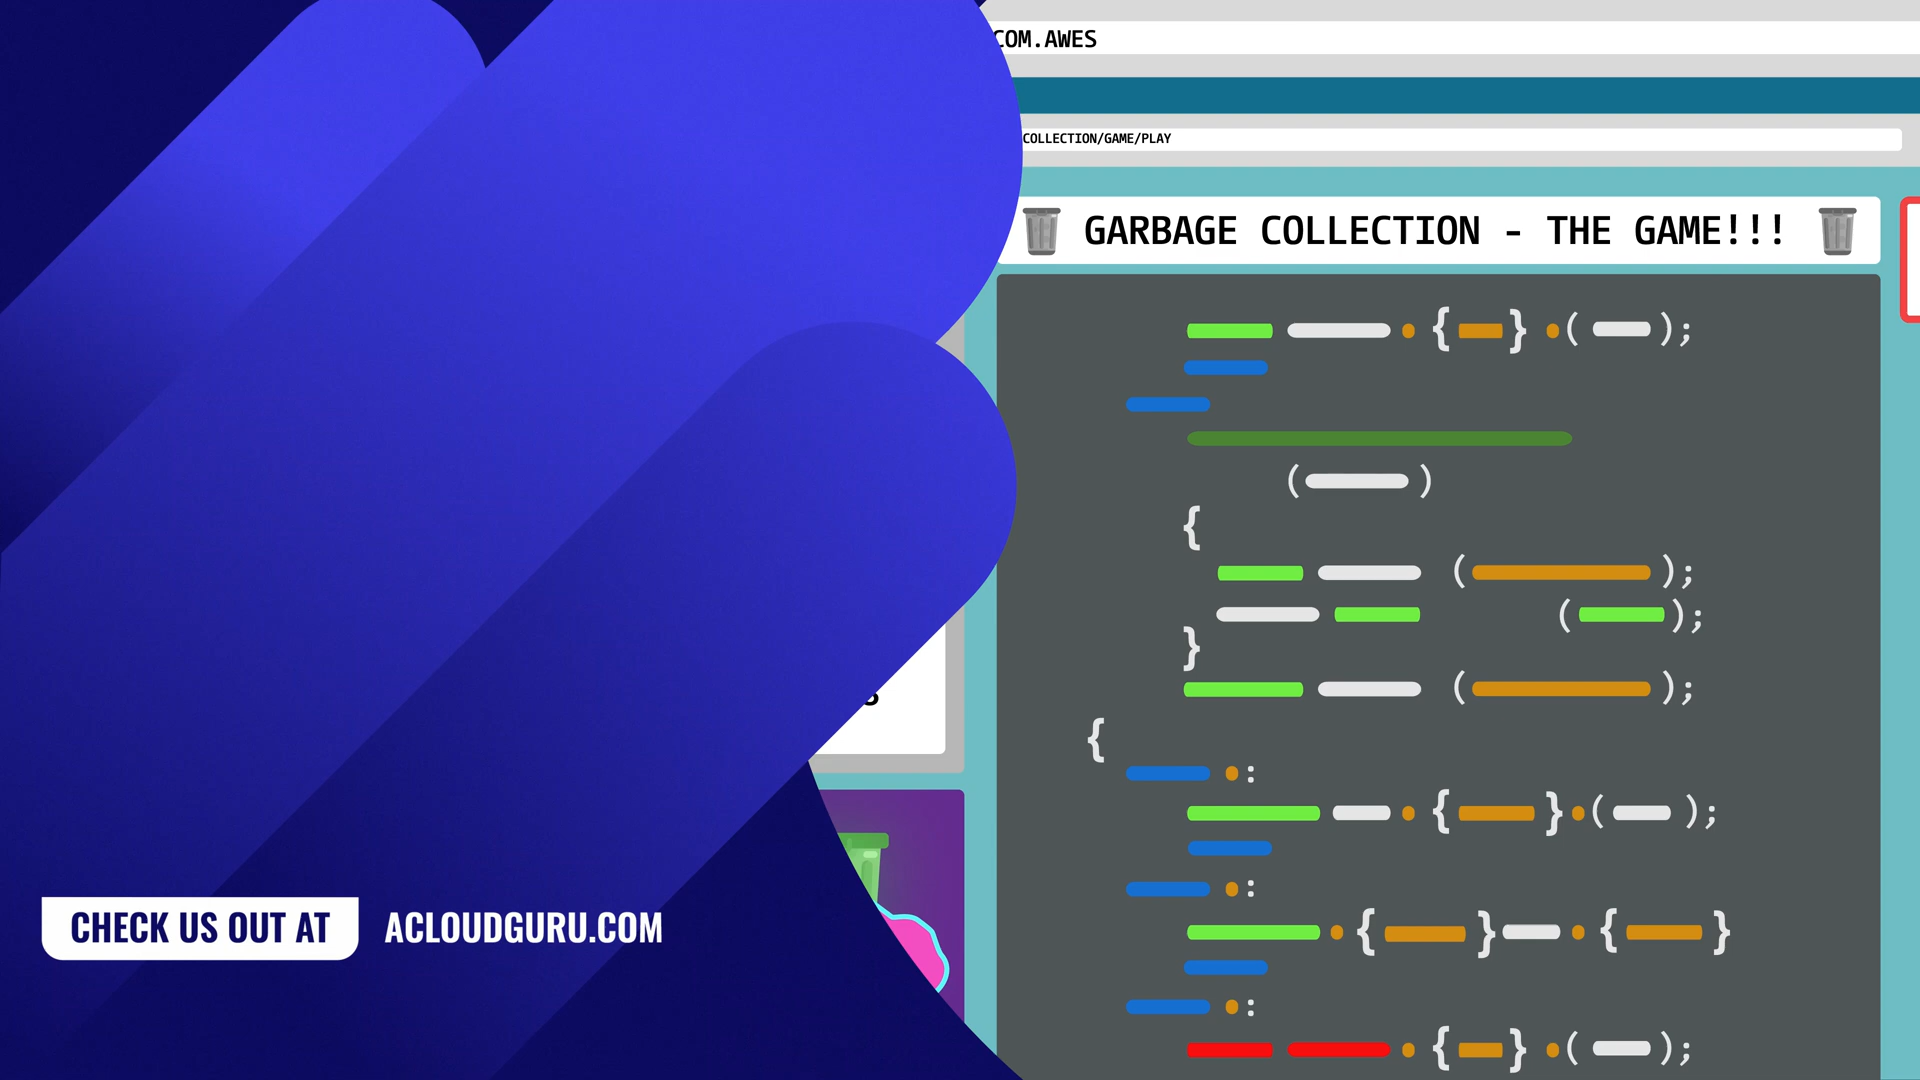 COM.AWES
COLLECTION/GAME/PLAY
GARBAGE COLLECTION - THE GAME!!!
{ } ( );
( )
{
( );
( );
}
( );
{
:
{ } ( );
:
{ } { }
:
{ } ( );
S
CHECK US OUT AT ACLOUDGURU.COM